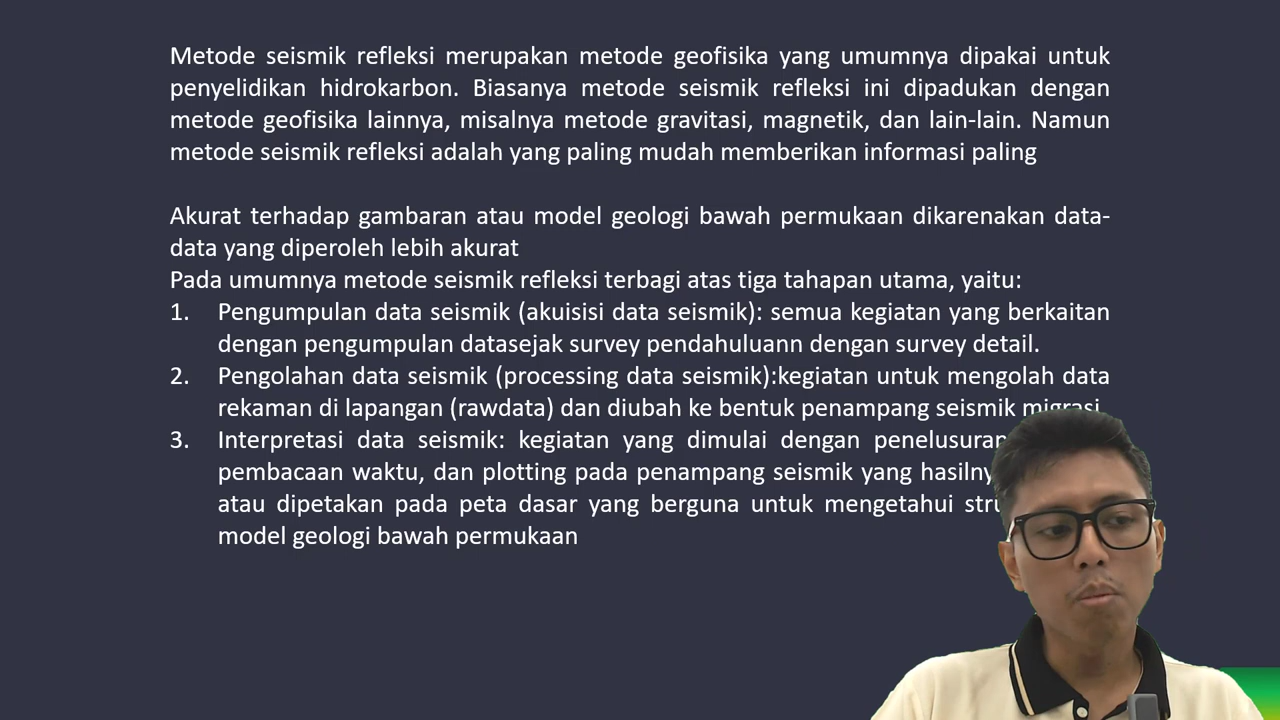 Metode seismik refleksi merupakan metode geofisika yang umumnya dipakai untuk
penyelidikan hidrokarbon. Biasanya metode seismik refleksi ini dipadukan dengan
metode geofisika lainnya, misalnya metode gravitasi, magnetik, dan lain-lain. Namun
metode seismik refleksi adalah yang paling mudah memberikan informasi paling
Akurat terhadap gambaran atau model geologi bawah permukaan dikarenakan data-
data yang diperoleh lebih akurat
Pada umumnya metode seismik refleksi terbagi atas tiga tahapan utama, yaitu:
1. Pengumpulan data seismik (akuisisi data seismik): semua kegiatan yang berkaitan
dengan pengumpulan datasejak survey pendahuluann dengan survey detail.
2. Pengolahan data seismik (processing data seismik):kegiatan untuk mengolah data
rekaman di lapangan (rawdata) dan diubah ke bentuk penampang seismik migrasi
3. Interpretasi data seismik: kegiatan yang dimulai dengan penelusuran
pembacaan waktu, dan plotting pada penampang seismik yang
atau dipetakan pada peta dasar yang berguna untuk mengetahui
model geologi bawah permukaan